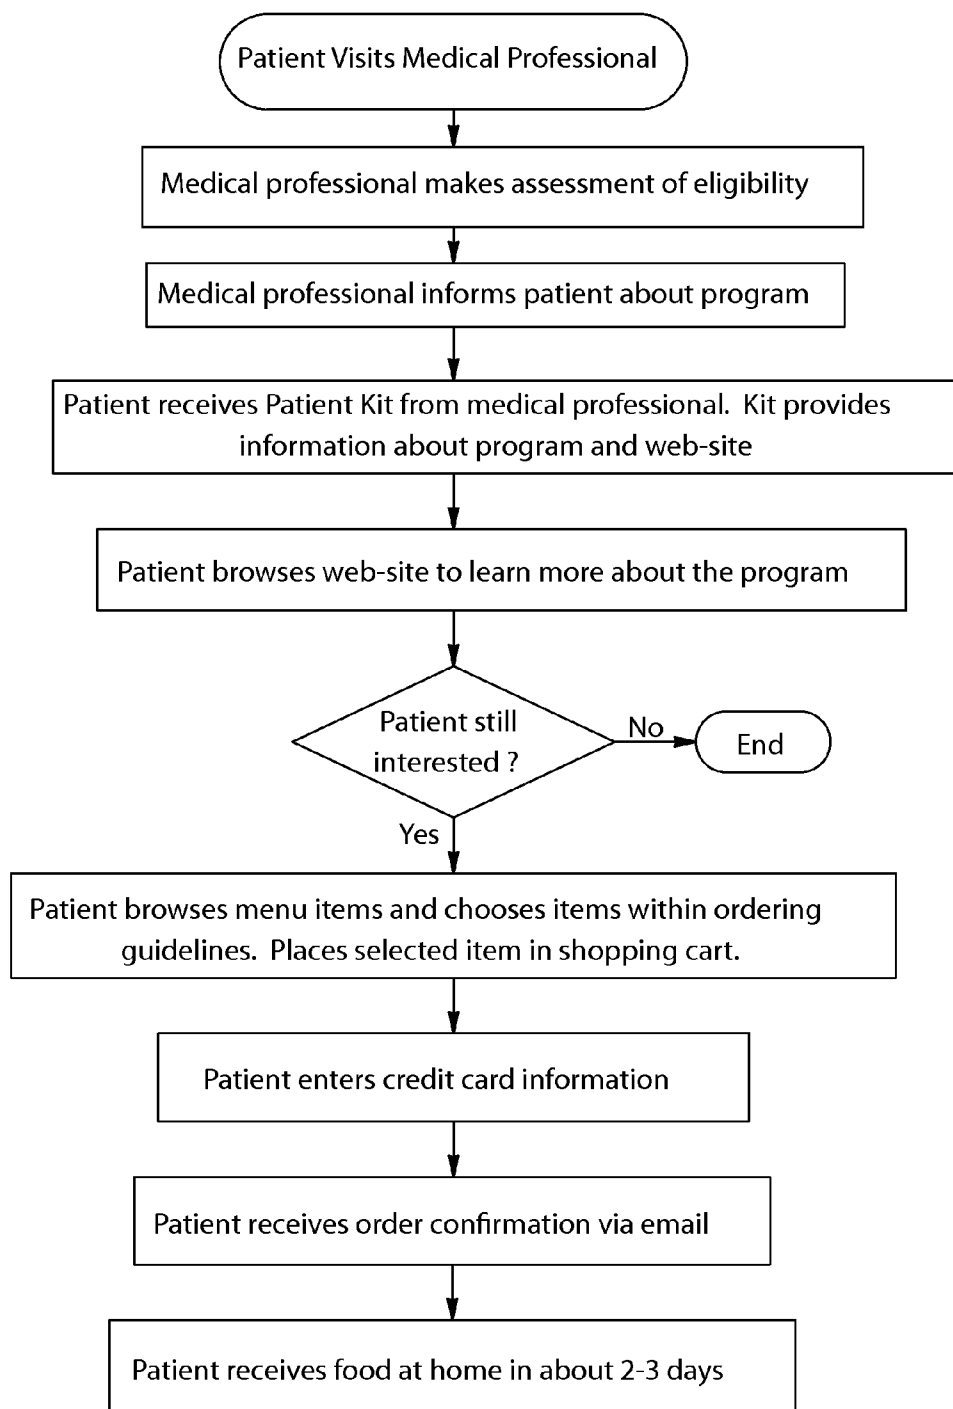 Patient Visits Medical Professional
Medical professional makes assessment of eligibility
Medical professional informs patient about program
Patient receives Patient Kit from medical professional.  Kit provides
information about program and web-site
Patient browses web-site to learn more about the program
Patient still
interested ?
No
End
Yes
Patient browses menu items and chooses items within ordering
guidelines.  Places selected item in shopping cart.
Patient enters credit card information
Patient receives order confirmation via email
Patient receives food at home in about 2-3 days